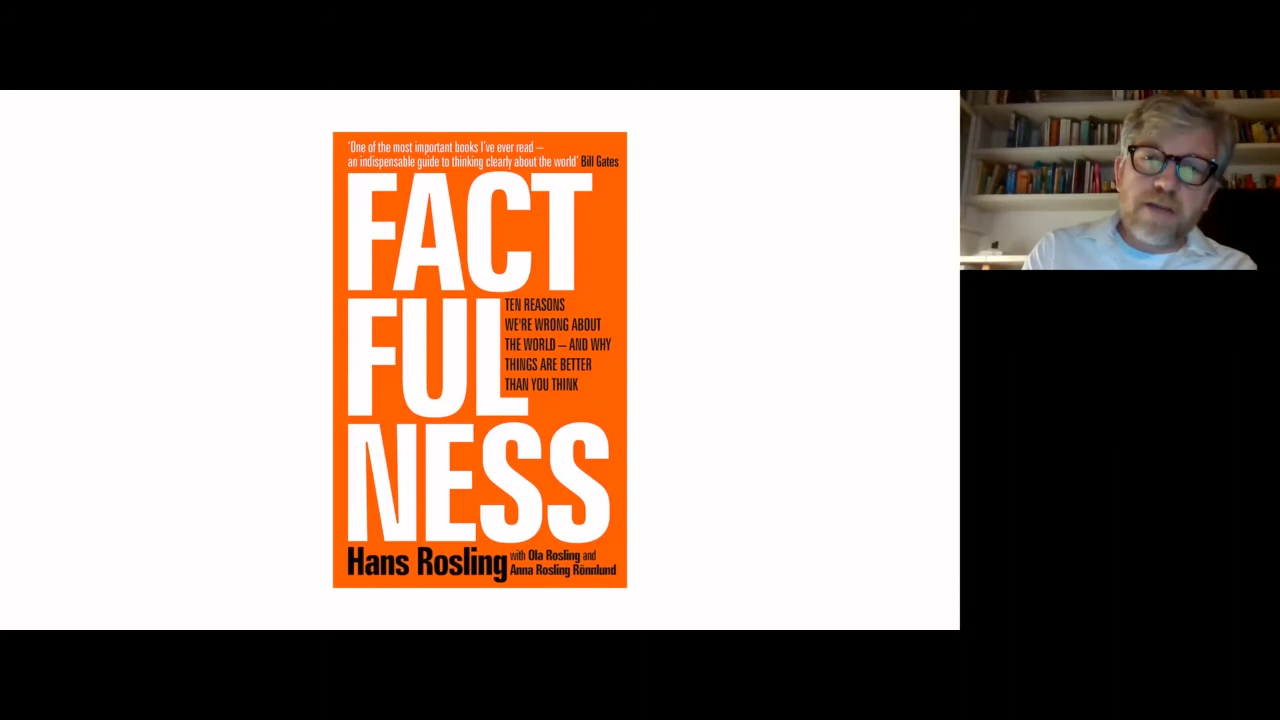 'One of the most important books I've ever read –
an indispensable guide to thinking clearly about the world' Bill Gates
FACT
FUL
TEN REASONS
WE'RE WRONG ABOUT
THE WORLD – AND WHY
THINGS ARE BETTER
THAN YOU THINK
NESS
Hans Rosling with Ola Rosling and
Anna Rosling Rönnlund